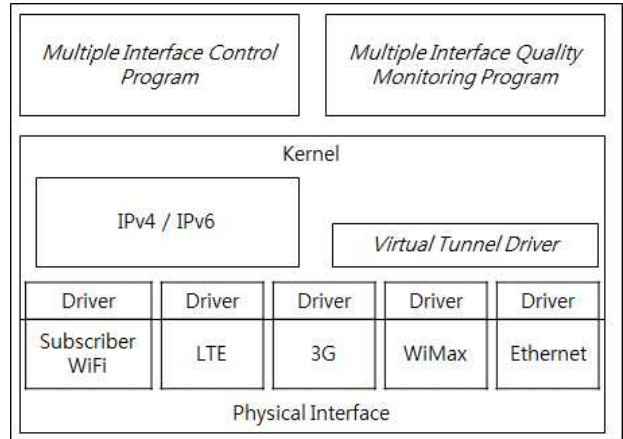 Multiple Interface Control
Program
Multiple Interface Quality
Monitoring Program
Kernel
IPv4 / IPv6
Virtual Tunnel Driver
Driver
Driver
Driver
Driver
Driver
Subscriber
WiFi
LTE
3G
WiMax
Ethernet
Physical Interface